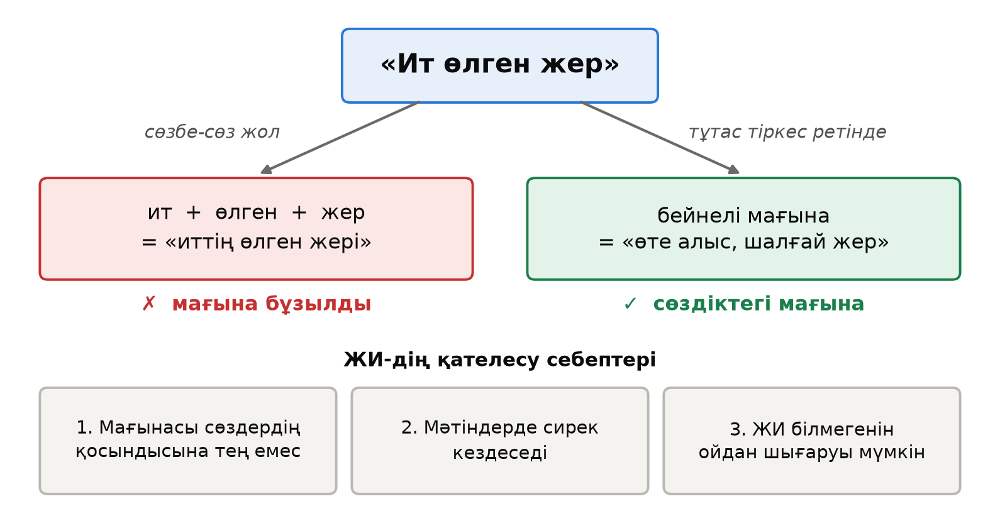 «Ит өлген жер»
сөзбе-сөз жол
тұтас тіркес ретінде
ит + өлген + жер
= «иттің өлген жері»
бейнелі мағына
= «өте алыс, шалғай жер»
✗ мағына бұзылды
✓ сөздіктегі мағына
ЖИ-дің қателесу себептері
1. Мағынасы сөздердің
қосындысына тең емес
2. Мәтіндерде сирек
кездеседі
3. ЖИ білмегенін
ойдан шығаруы мүмкін